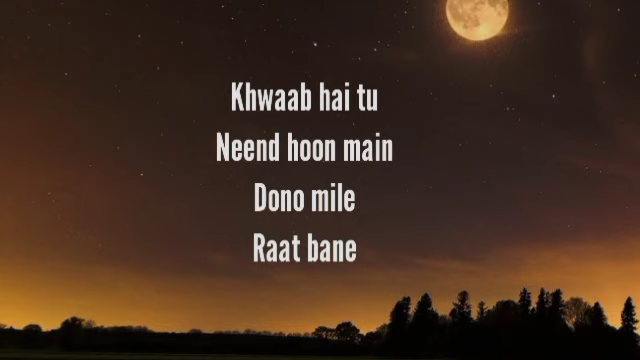 Khwaab hai tu
Neend hoon main
Dono mile
Raat bane